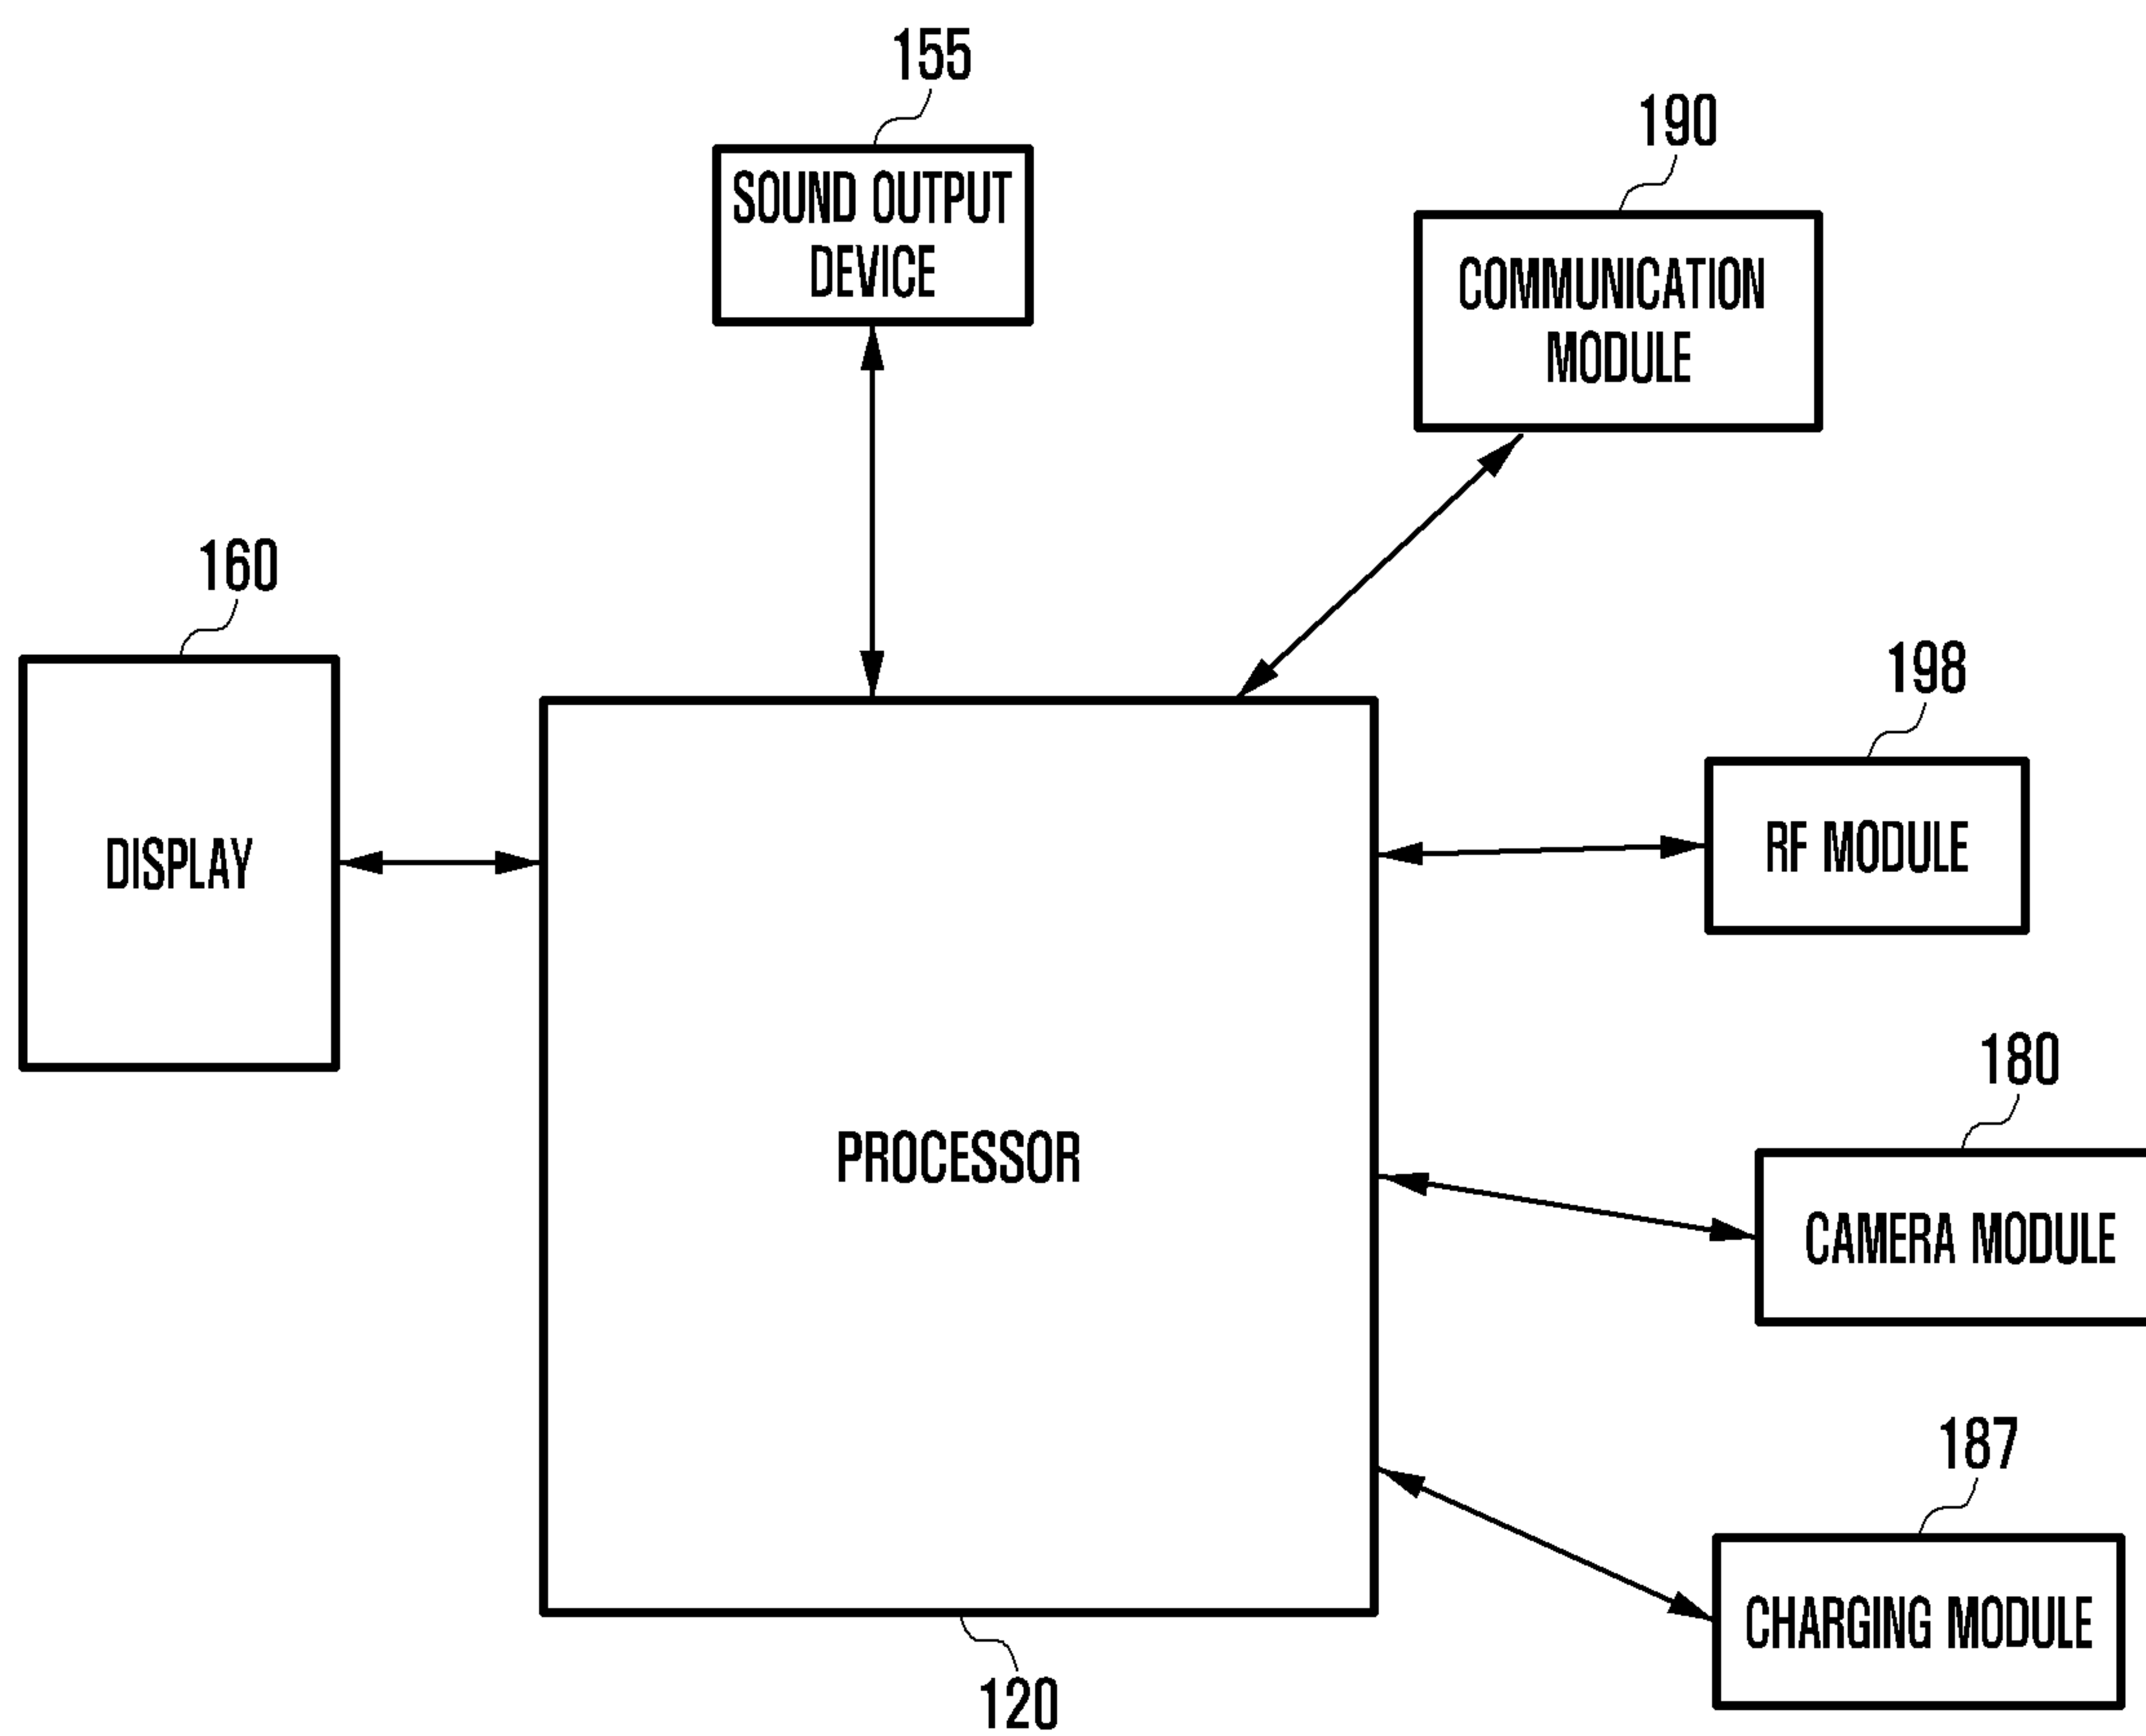 155
SOUND OUTPUT
DEVICE
190
COMMUNICATION
MODULE
160
DISPLAY
198
RF MODULE
180
CAMERA MODULE
PROCESSOR
187
CHARGING MODULE
120